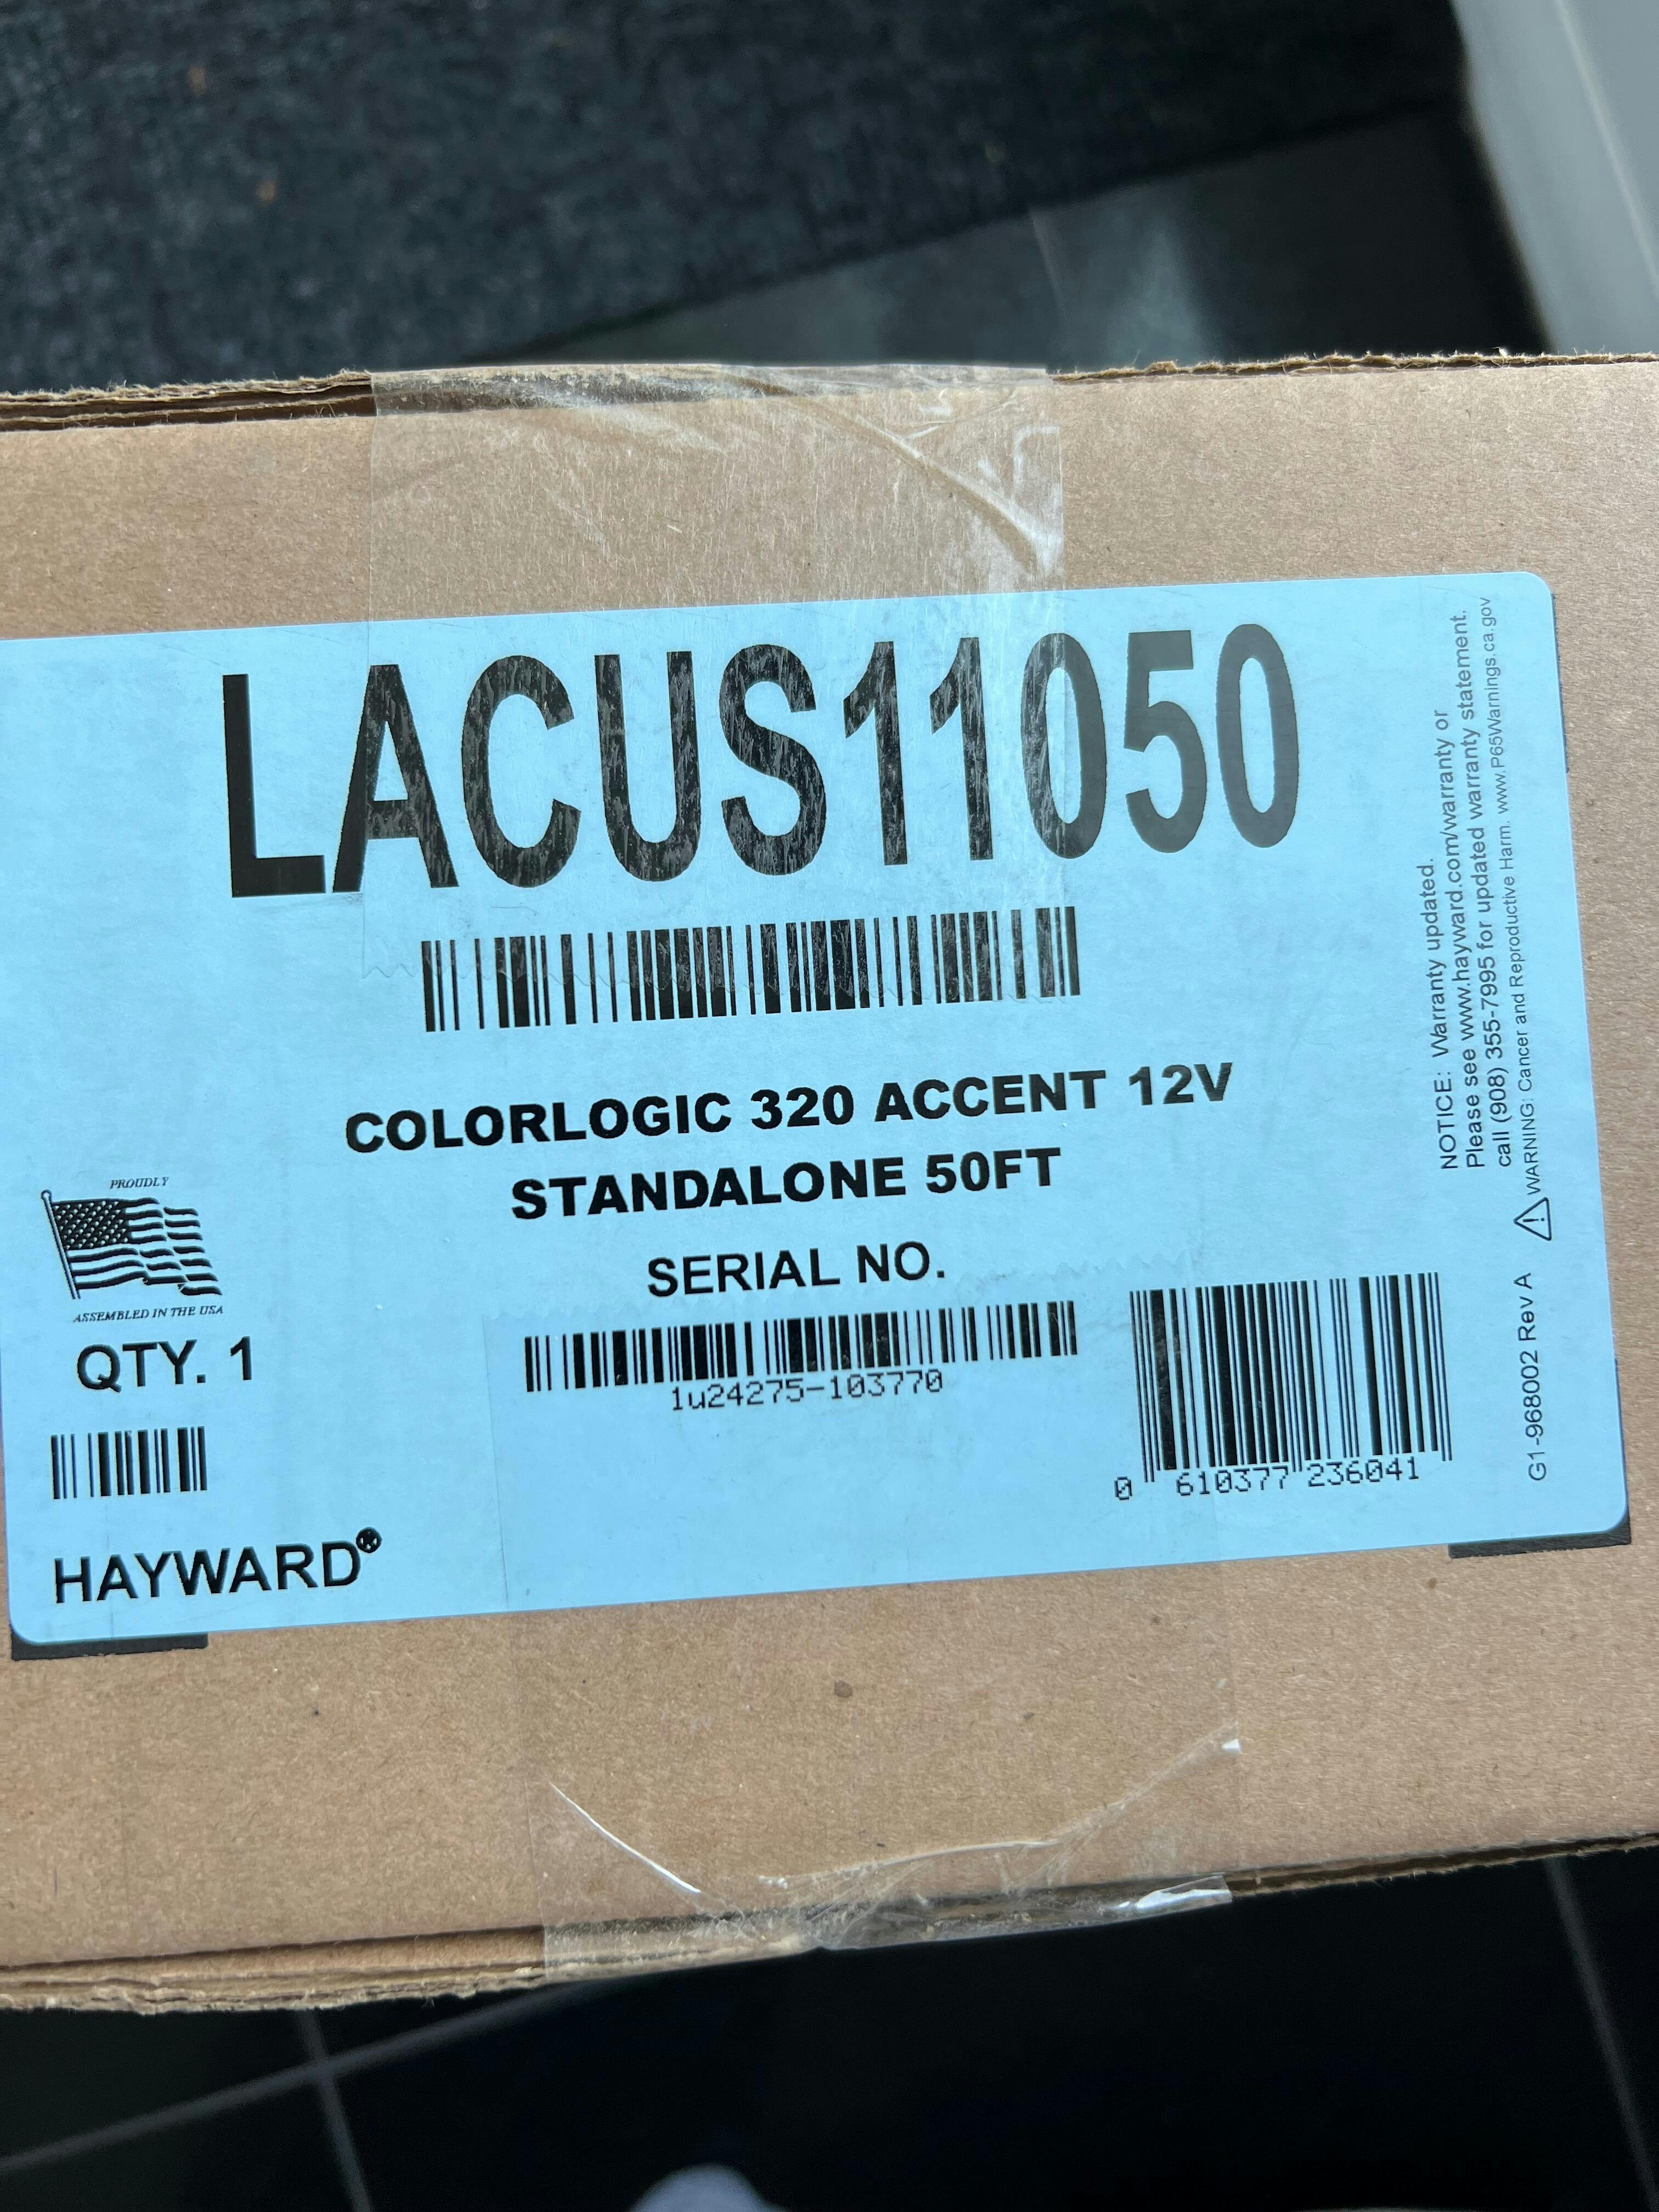 LACUS11050
COLORLOGIC 320 ACCENT 12V
STANDALONE 50FT
SERIAL NO.
1u24275-103770
PROUDLY
ASSEMBLED IN THE USA
QTY. 1
HAYWARD®
0 610377 236041
NOTICE: Warranty updated.
Please see www.hayward.com/warranty or
call (908) 355-7995 for updated warranty statement.
WARNING: Cancer and Reproductive Harm. www.P65Warnings.ca.gov
G1-968002 Rev A